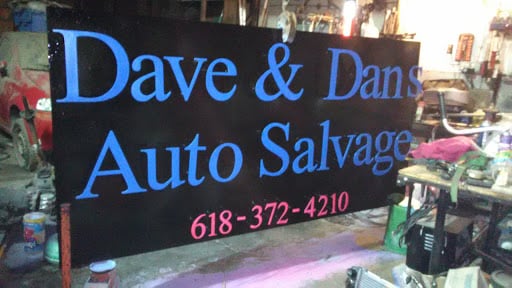 Dave & Dans
Auto Salvage
618-372-4210